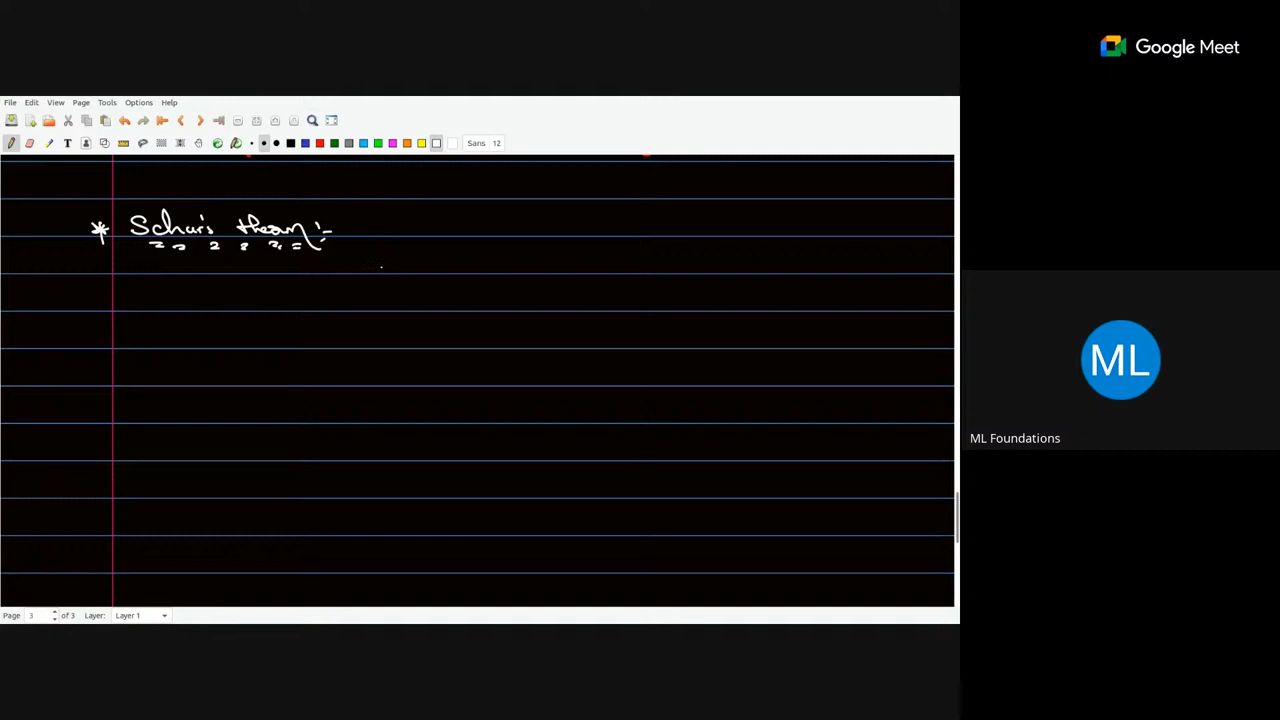 Google Meet
File Edit View Page Tools Options Help
T Sans 12
* Schur's theorem :-
ML
ML Foundations
Page 3 of 3 Layer: Layer 1